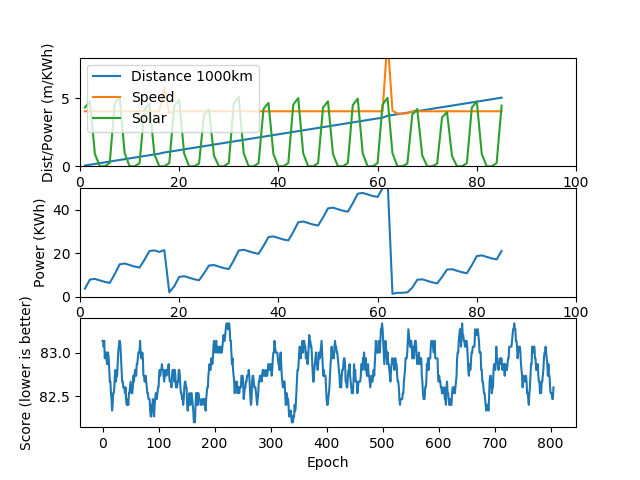 Dist/Power (m/KWh)
Distance 1000km
Speed
Solar
5
0
0 20 40 60 80 100
Power (KWh)
40
20
0
0 20 40 60 80 100
Score (lower is better)
83.0
82.5
0 100 200 300 400 500 600 700 800
Epoch